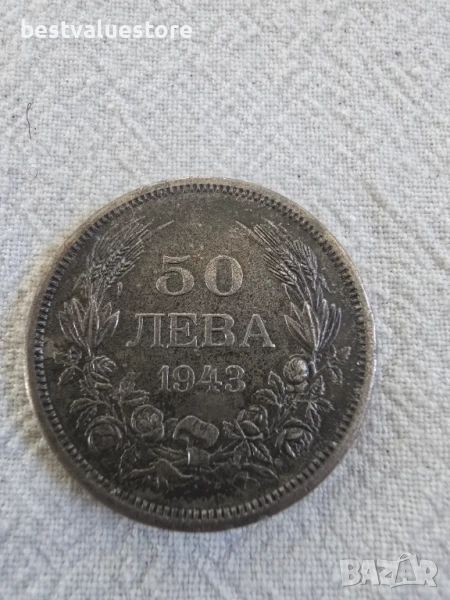 bestvaluestore
50
ЛЕВА
1943
BAZAR